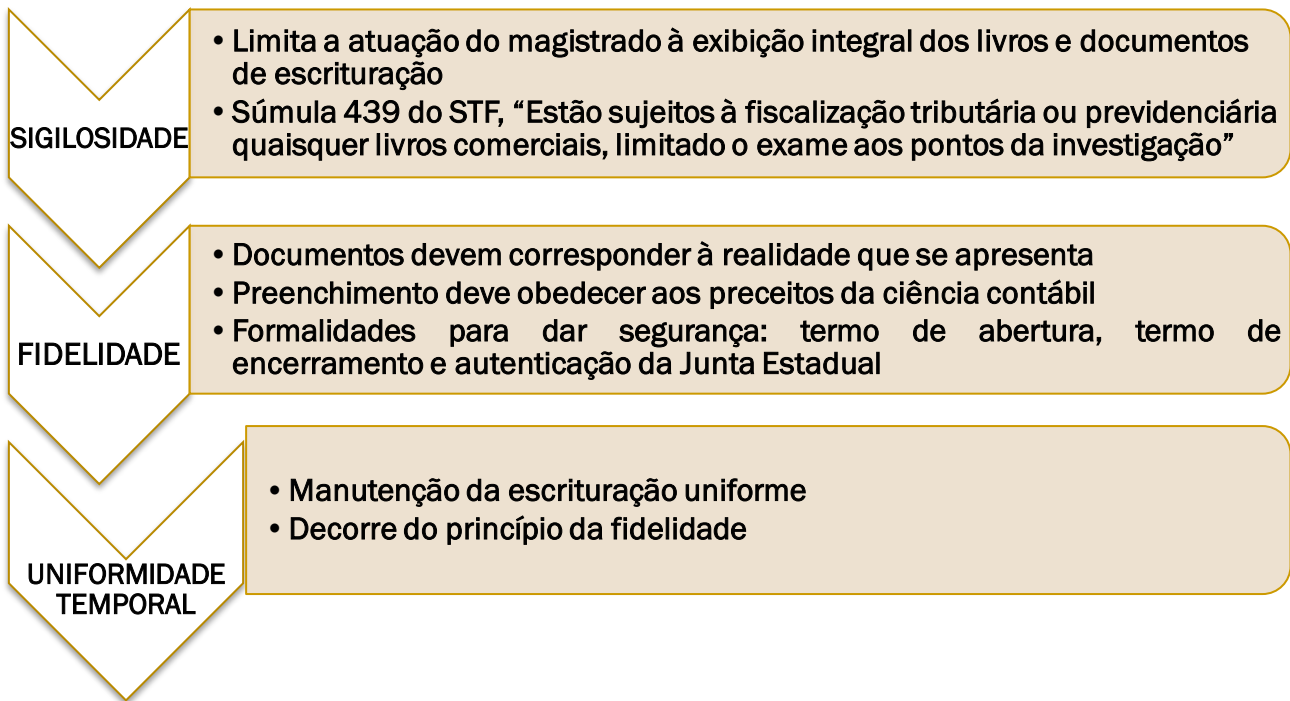 SIGILOSIDADE
• Limita a atuação do magistrado à exibição integral dos livros e documentos
de escrituração
• Súmula 439 do STF, “Estão sujeitos à fiscalização tributária ou previdenciária
quaisquer livros comerciais, limitado o exame aos pontos da investigação”
FIDELIDADE
• Documentos devem corresponder à realidade que se apresenta
• Preenchimento deve obedecer aos preceitos da ciência contábil
• Formalidades para dar segurança: termo de abertura, termo de
encerramento e autenticação da Junta Estadual
UNIFORMIDADE
TEMPORAL
• Manutenção da escrituração uniforme
• Decorre do princípio da fidelidade